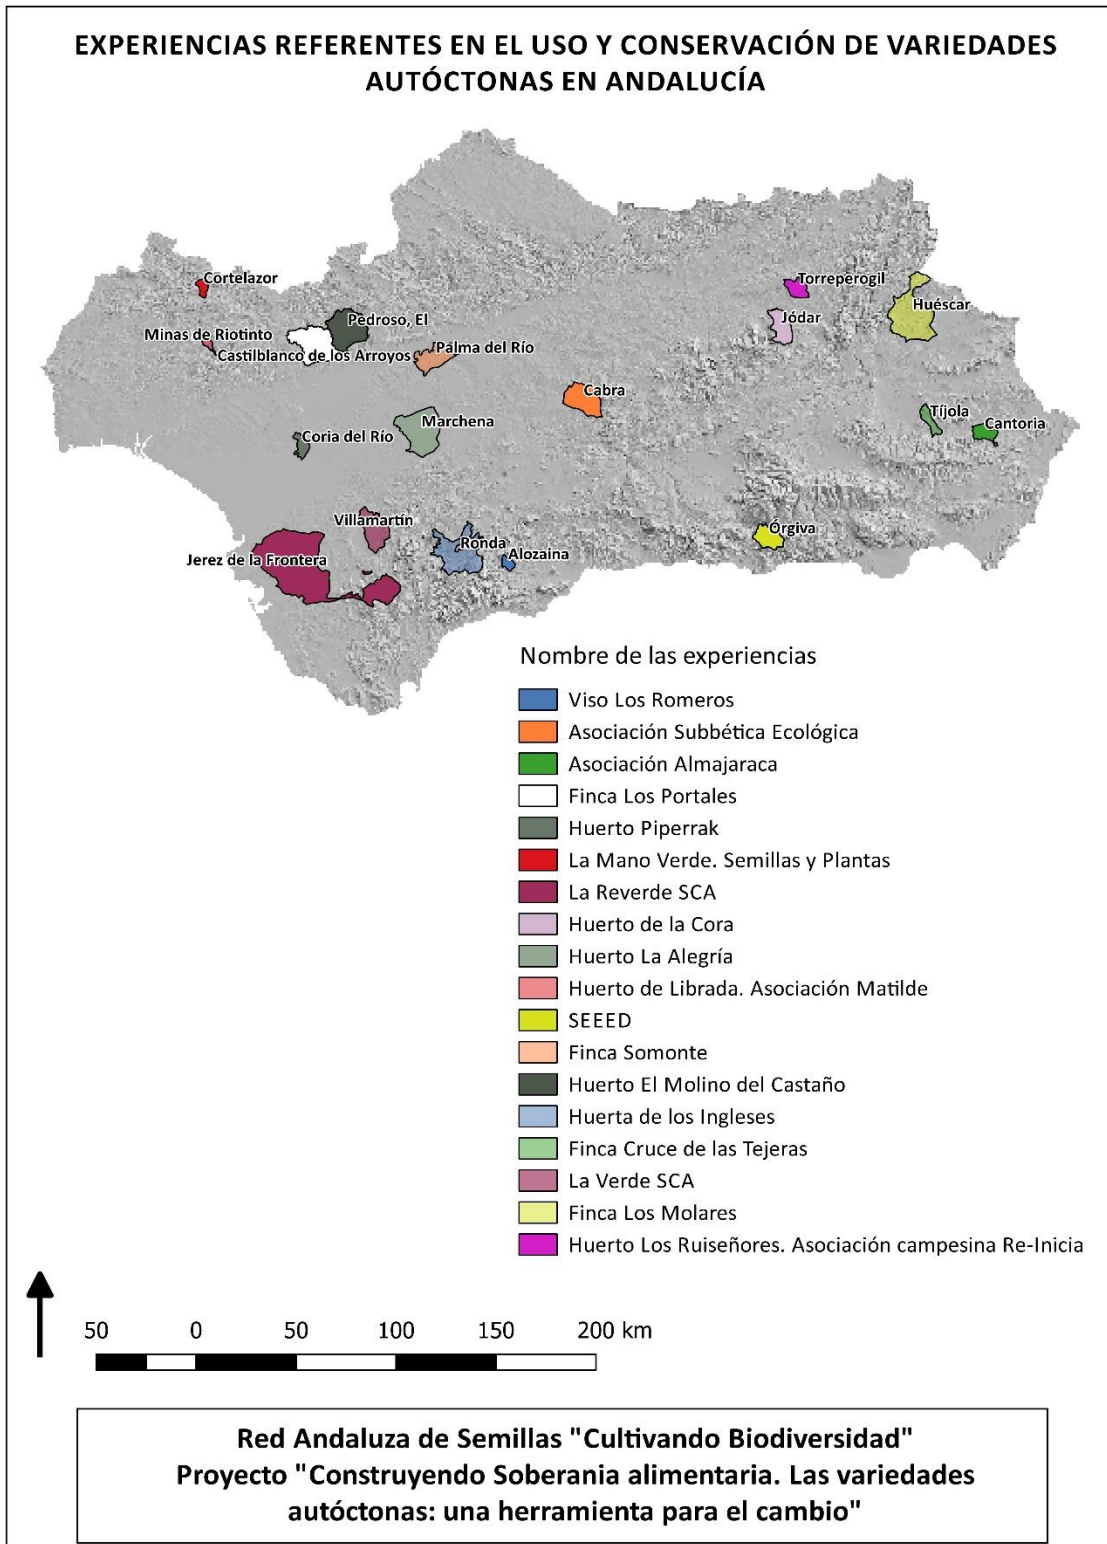 EXPERIENCIAS REFERENTES EN EL USO Y CONSERVACIÓN DE VARIEDADES
AUTÓCTONAS EN ANDALUCÍA
Cortelazor
Torreperogil
Huéscar
Pedroso, El
Jódar
Minas de Riotinto
Castilblanco de los Arroyos
Palma del Río
Cabra
Tíjola
Marchena
Cantoria
Coria del Río
Villamartín
Órgiva
Ronda
Alozaina
Jerez de la Frontera
Nombre de las experiencias
Viso Los Romeros
Asociación Subbética Ecológica
Asociación Almajaraca
Finca Los Portales
Huerto Piperrak
La Mano Verde. Semillas y Plantas
La Reverde SCA
Huerto de la Cora
Huerto La Alegría
Huerto de Librada. Asociación Matilde
SEEED
Finca Somonte
Huerto El Molino del Castaño
Huerta de los Ingleses
Finca Cruce de las Tejeras
La Verde SCA
Finca Los Molares
Huerto Los Ruiseñores. Asociación campesina Re-Inicia
50 0 50 100 150 200 km
Red Andaluza de Semillas "Cultivando Biodiversidad"
Proyecto "Construyendo Soberania alimentaria. Las variedades
autóctonas: una herramienta para el cambio"